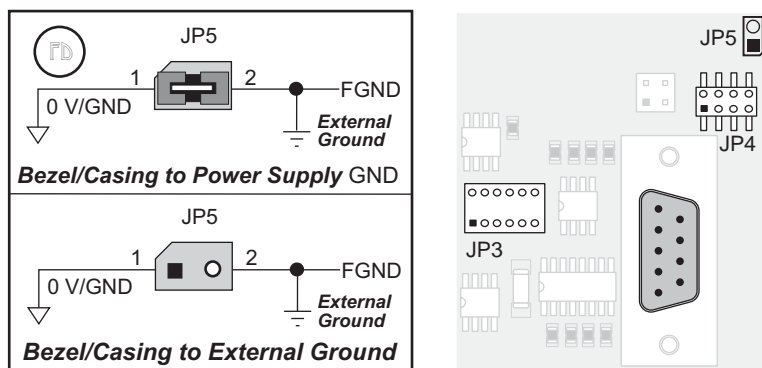 JP5
1
2
0 V/GND
FGND
External
Ground
Bezel/Casing to Power Supply GND
JP5
1
2
0 V/GND
FGND
External
Ground
Bezel/Casing to External Ground
JP5
JP4
JP3